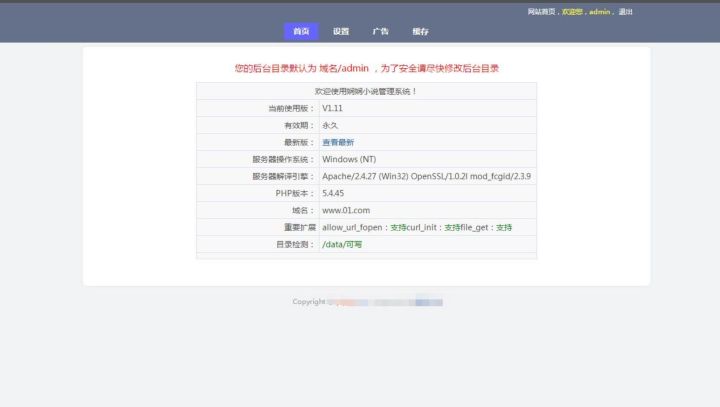 网站首页，欢迎您，admin ，退出
首页 设置 广告 缓存
您的后台目录默认为 域名/admin ，为了安全请尽快修改后台目录
欢迎使用娴娴小说管理系统！
当前使用版： V1.11
有效期： 永久
最新版： 查看最新
服务器操作系统： Windows (NT)
服务器解译引擎： Apache/2.4.27 (Win32) OpenSSL/1.0.2l mod_fcgid/2.3.9
PHP版本： 5.4.45
域名： www.01.com
重要扩展 allow_url_fopen：支持curl_init：支持file_get：支持
目录检测： /data/可写
Copyright